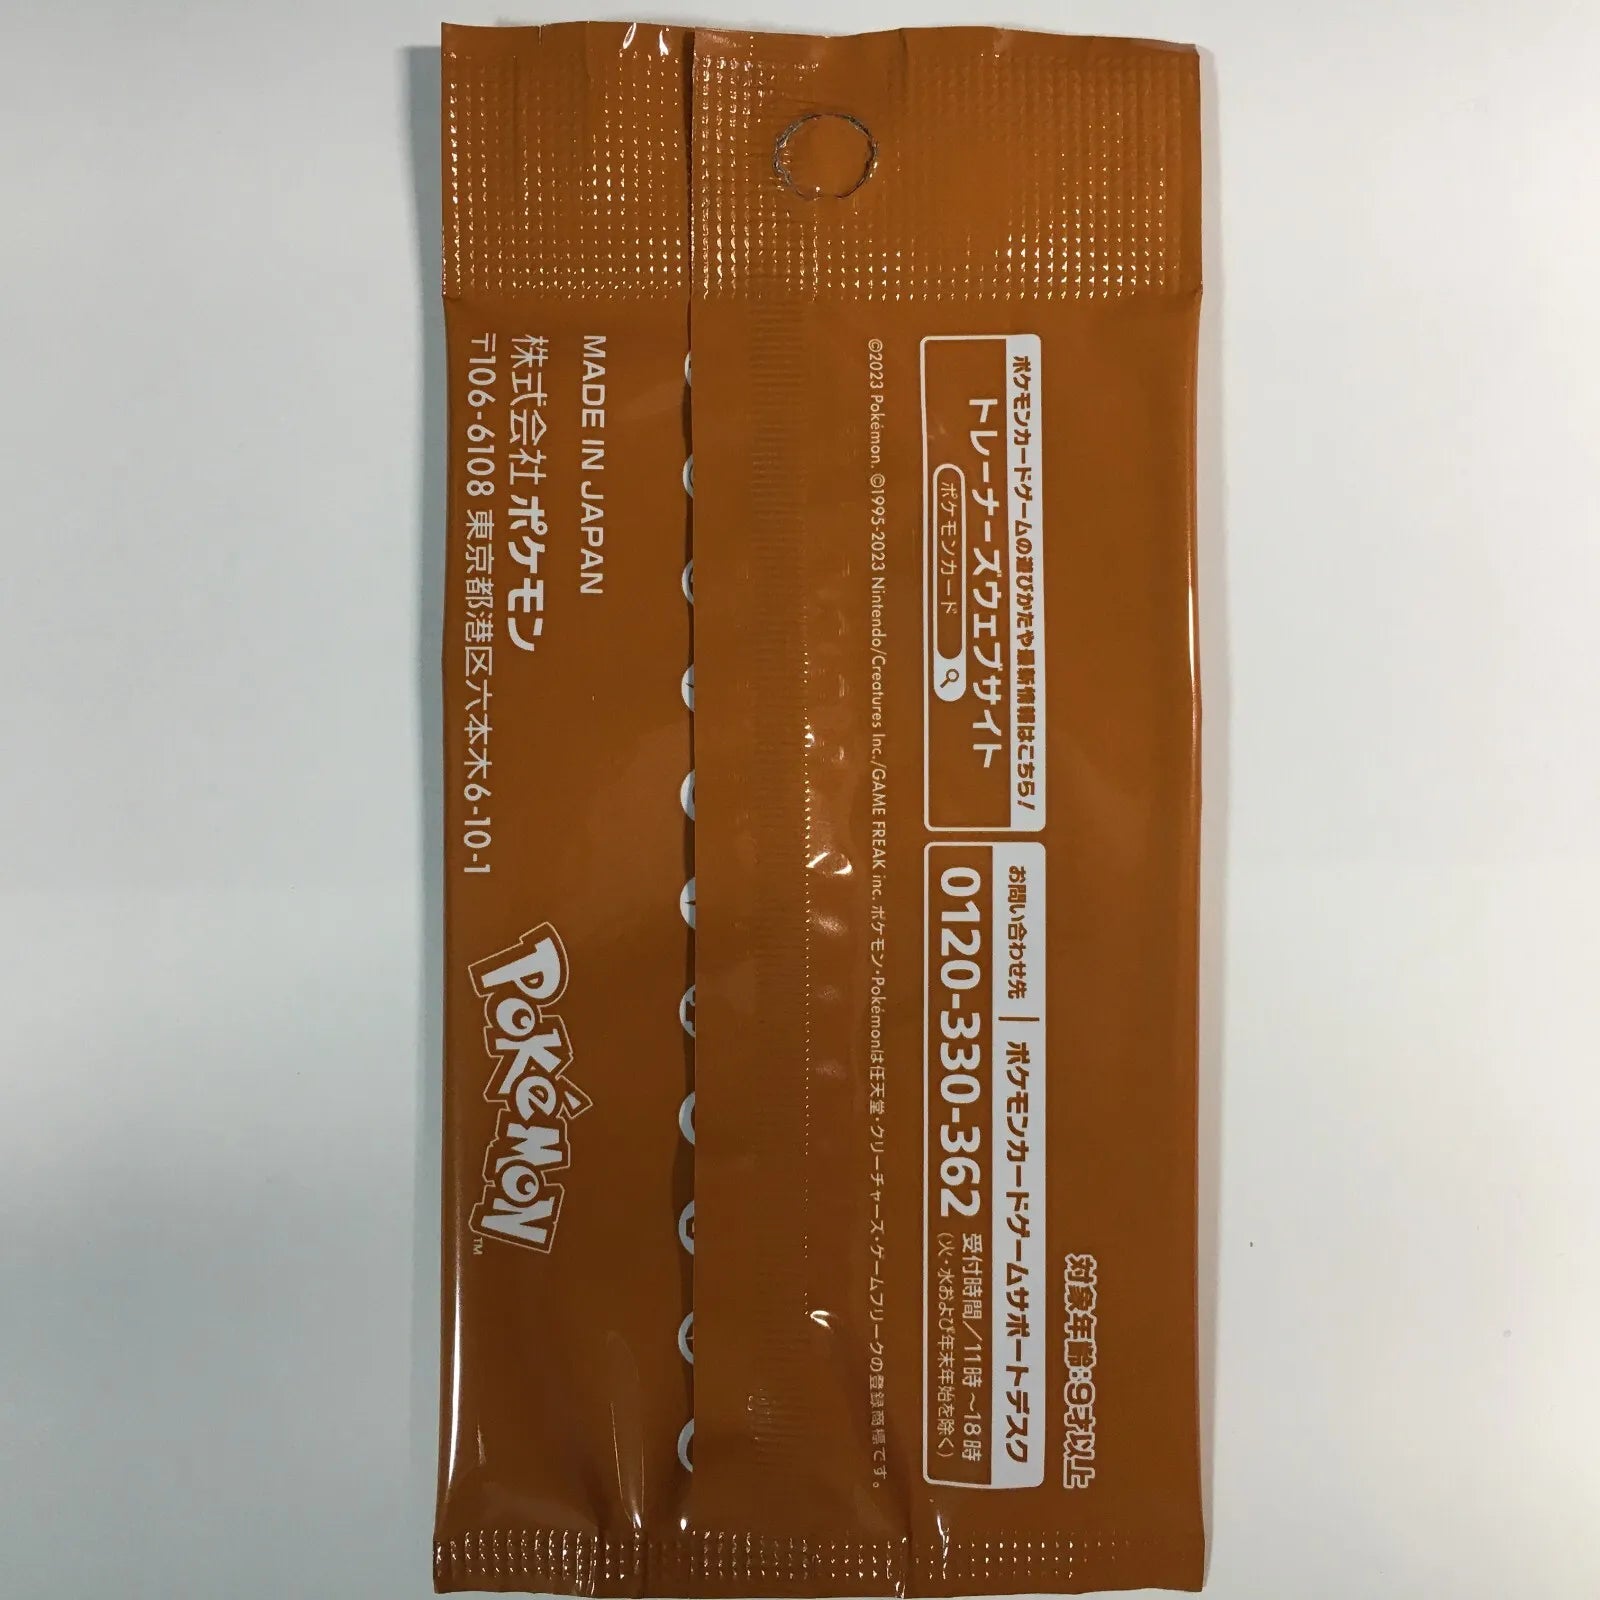 対象年齢:9才以上
ポケモンカードゲームの遊びかたや最新情報はこちら!
トレーナーズウェブサイト
ポケモンカード
お問い合わせ先 | ポケモンカードゲームサポートデスク
0120-330-362
受付時間/11時~18時
(火・水および年末年始を除く)
©2023 Pokémon. ©1995-2023 Nintendo/Creatures Inc./GAME FREAK inc. ポケモン・Pokémonは任天堂・クリーチャーズ・ゲームフリークの登録商標です。
MADE IN JAPAN
株式会社 ポケモン
〒106-6108 東京都港区六本木6-10-1
POKéMON TM